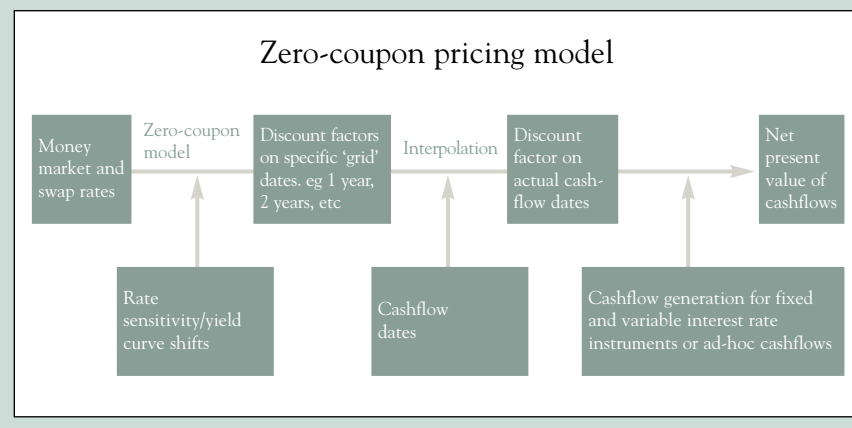 Zero-coupon pricing model
Money
market and
swap rates
Zero-coupon
model
Discount factors
on specific ‘grid’
dates. eg 1 year,
2 years, etc
Interpolation
Discount
factor on
actual cash-
flow dates
Net
present
value of
cashflows
Rate
sensitivity/yield
curve shifts
Cashflow
dates
Cashflow generation for fixed
and variable interest rate
instruments or ad-hoc cashflows